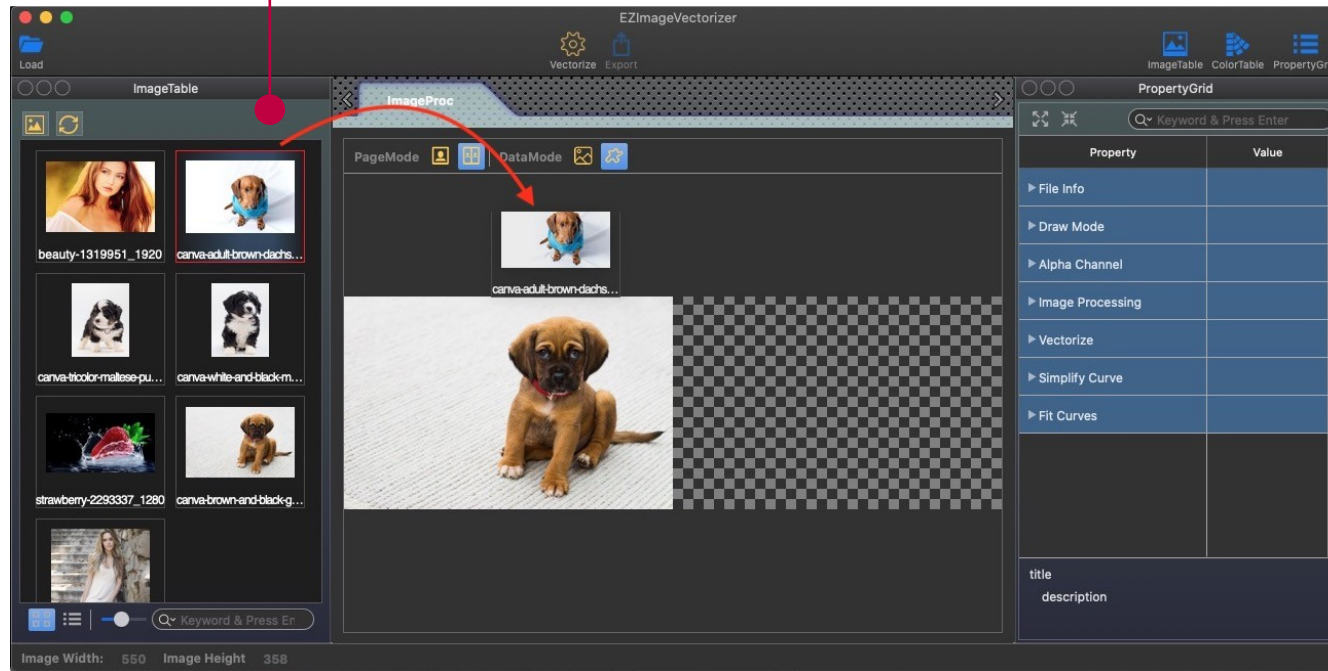 EZImageVectorizer
Load
Vectorize Export
ImageTable ColorTable PropertyGr
ImageTable
ImageProc
PropertyGrid
Keyword & Press Enter
PageMode
DataMode
Property Value
File Info
Draw Mode
Alpha Channel
Image Processing
Vectorize
Simplify Curve
Fit Curves
beauty-1319951_1920
canva-adult-brown-dachs...
canva-tricolor-maltese-pu...
canva-white-and-black-m...
strawberry-2293337_1280
canva-brown-and-black-g...
canva-adult-brown-dachs...
Keyword & Press En
title
description
Image Width: 550 Image Height 358